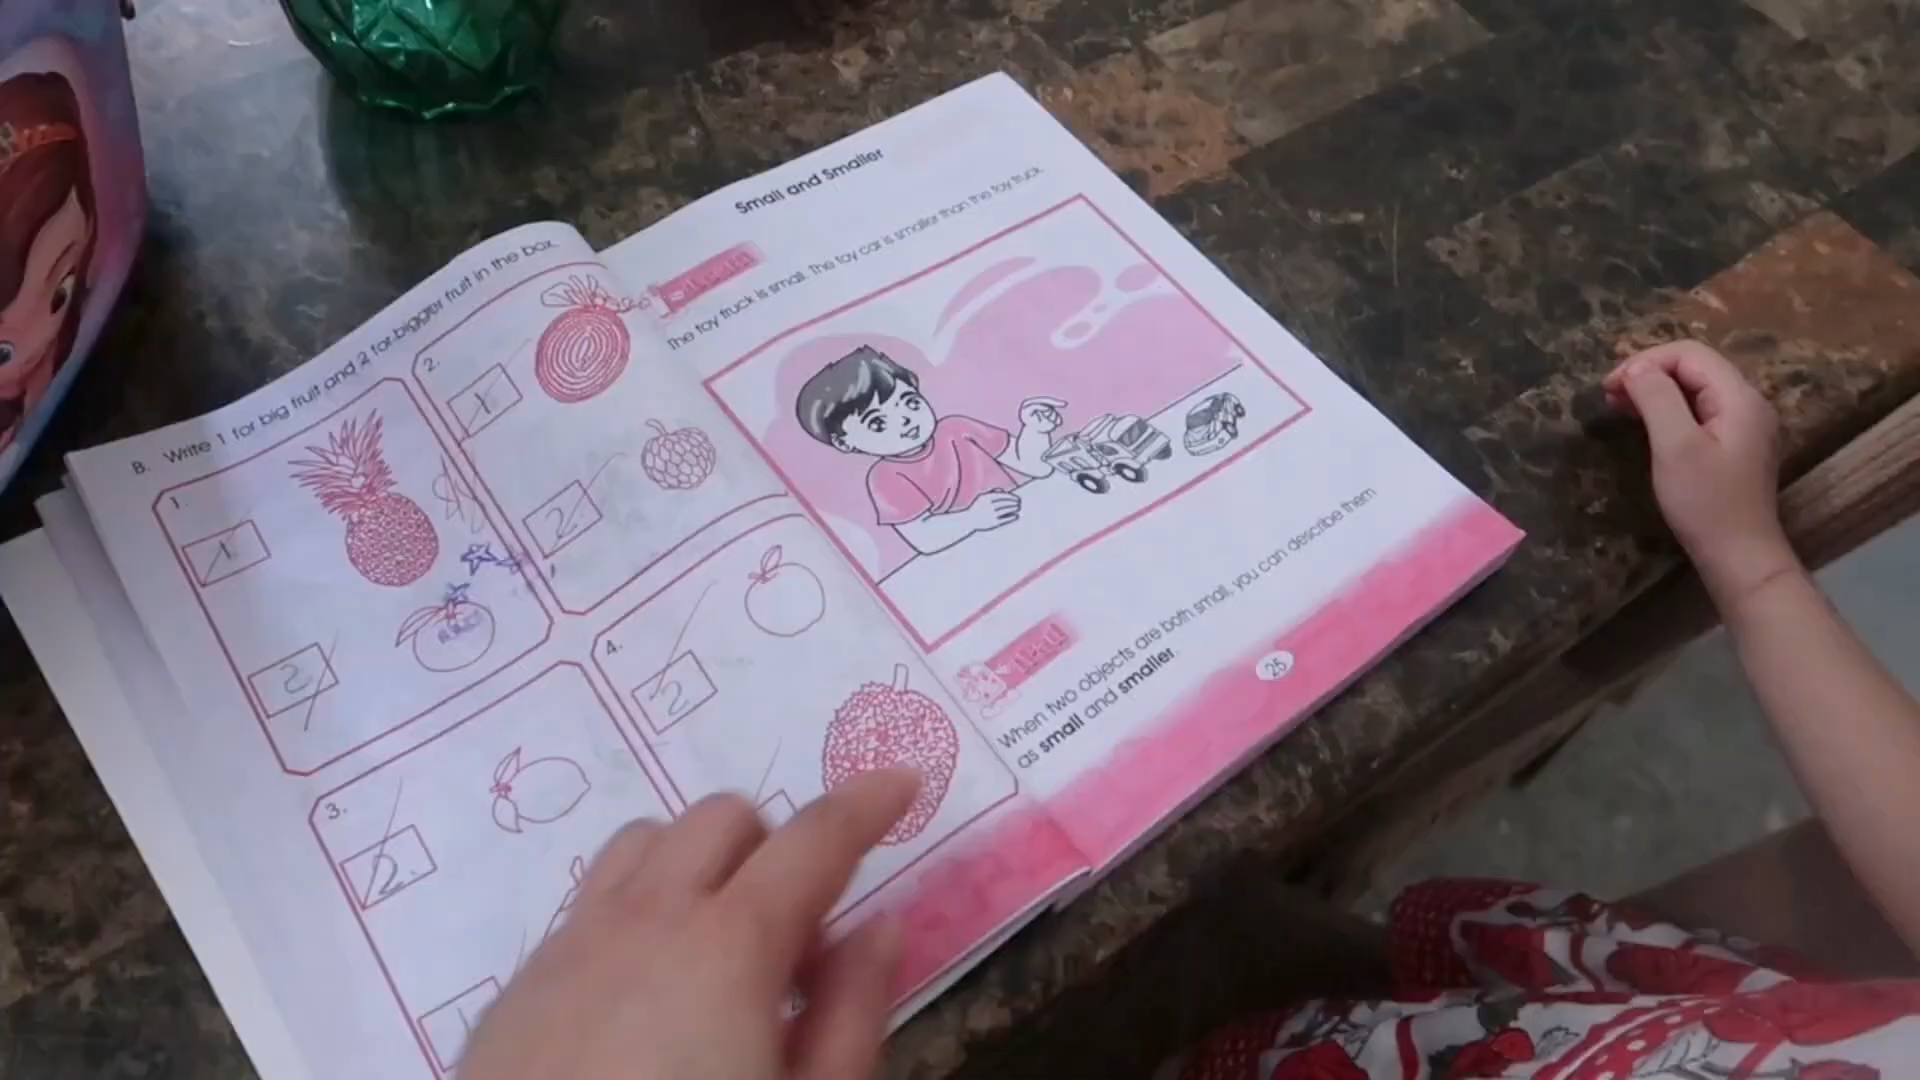 B. Write 1 for big fruit and 2 for bigger fruit in the box.
1.
1
2
2.
1
2
3.
2.
4.
2
Small and Smaller
The toy truck is small. The toy car is smaller than the toy truck.
When two objects are both small, you can describe them
as small and smaller.
25